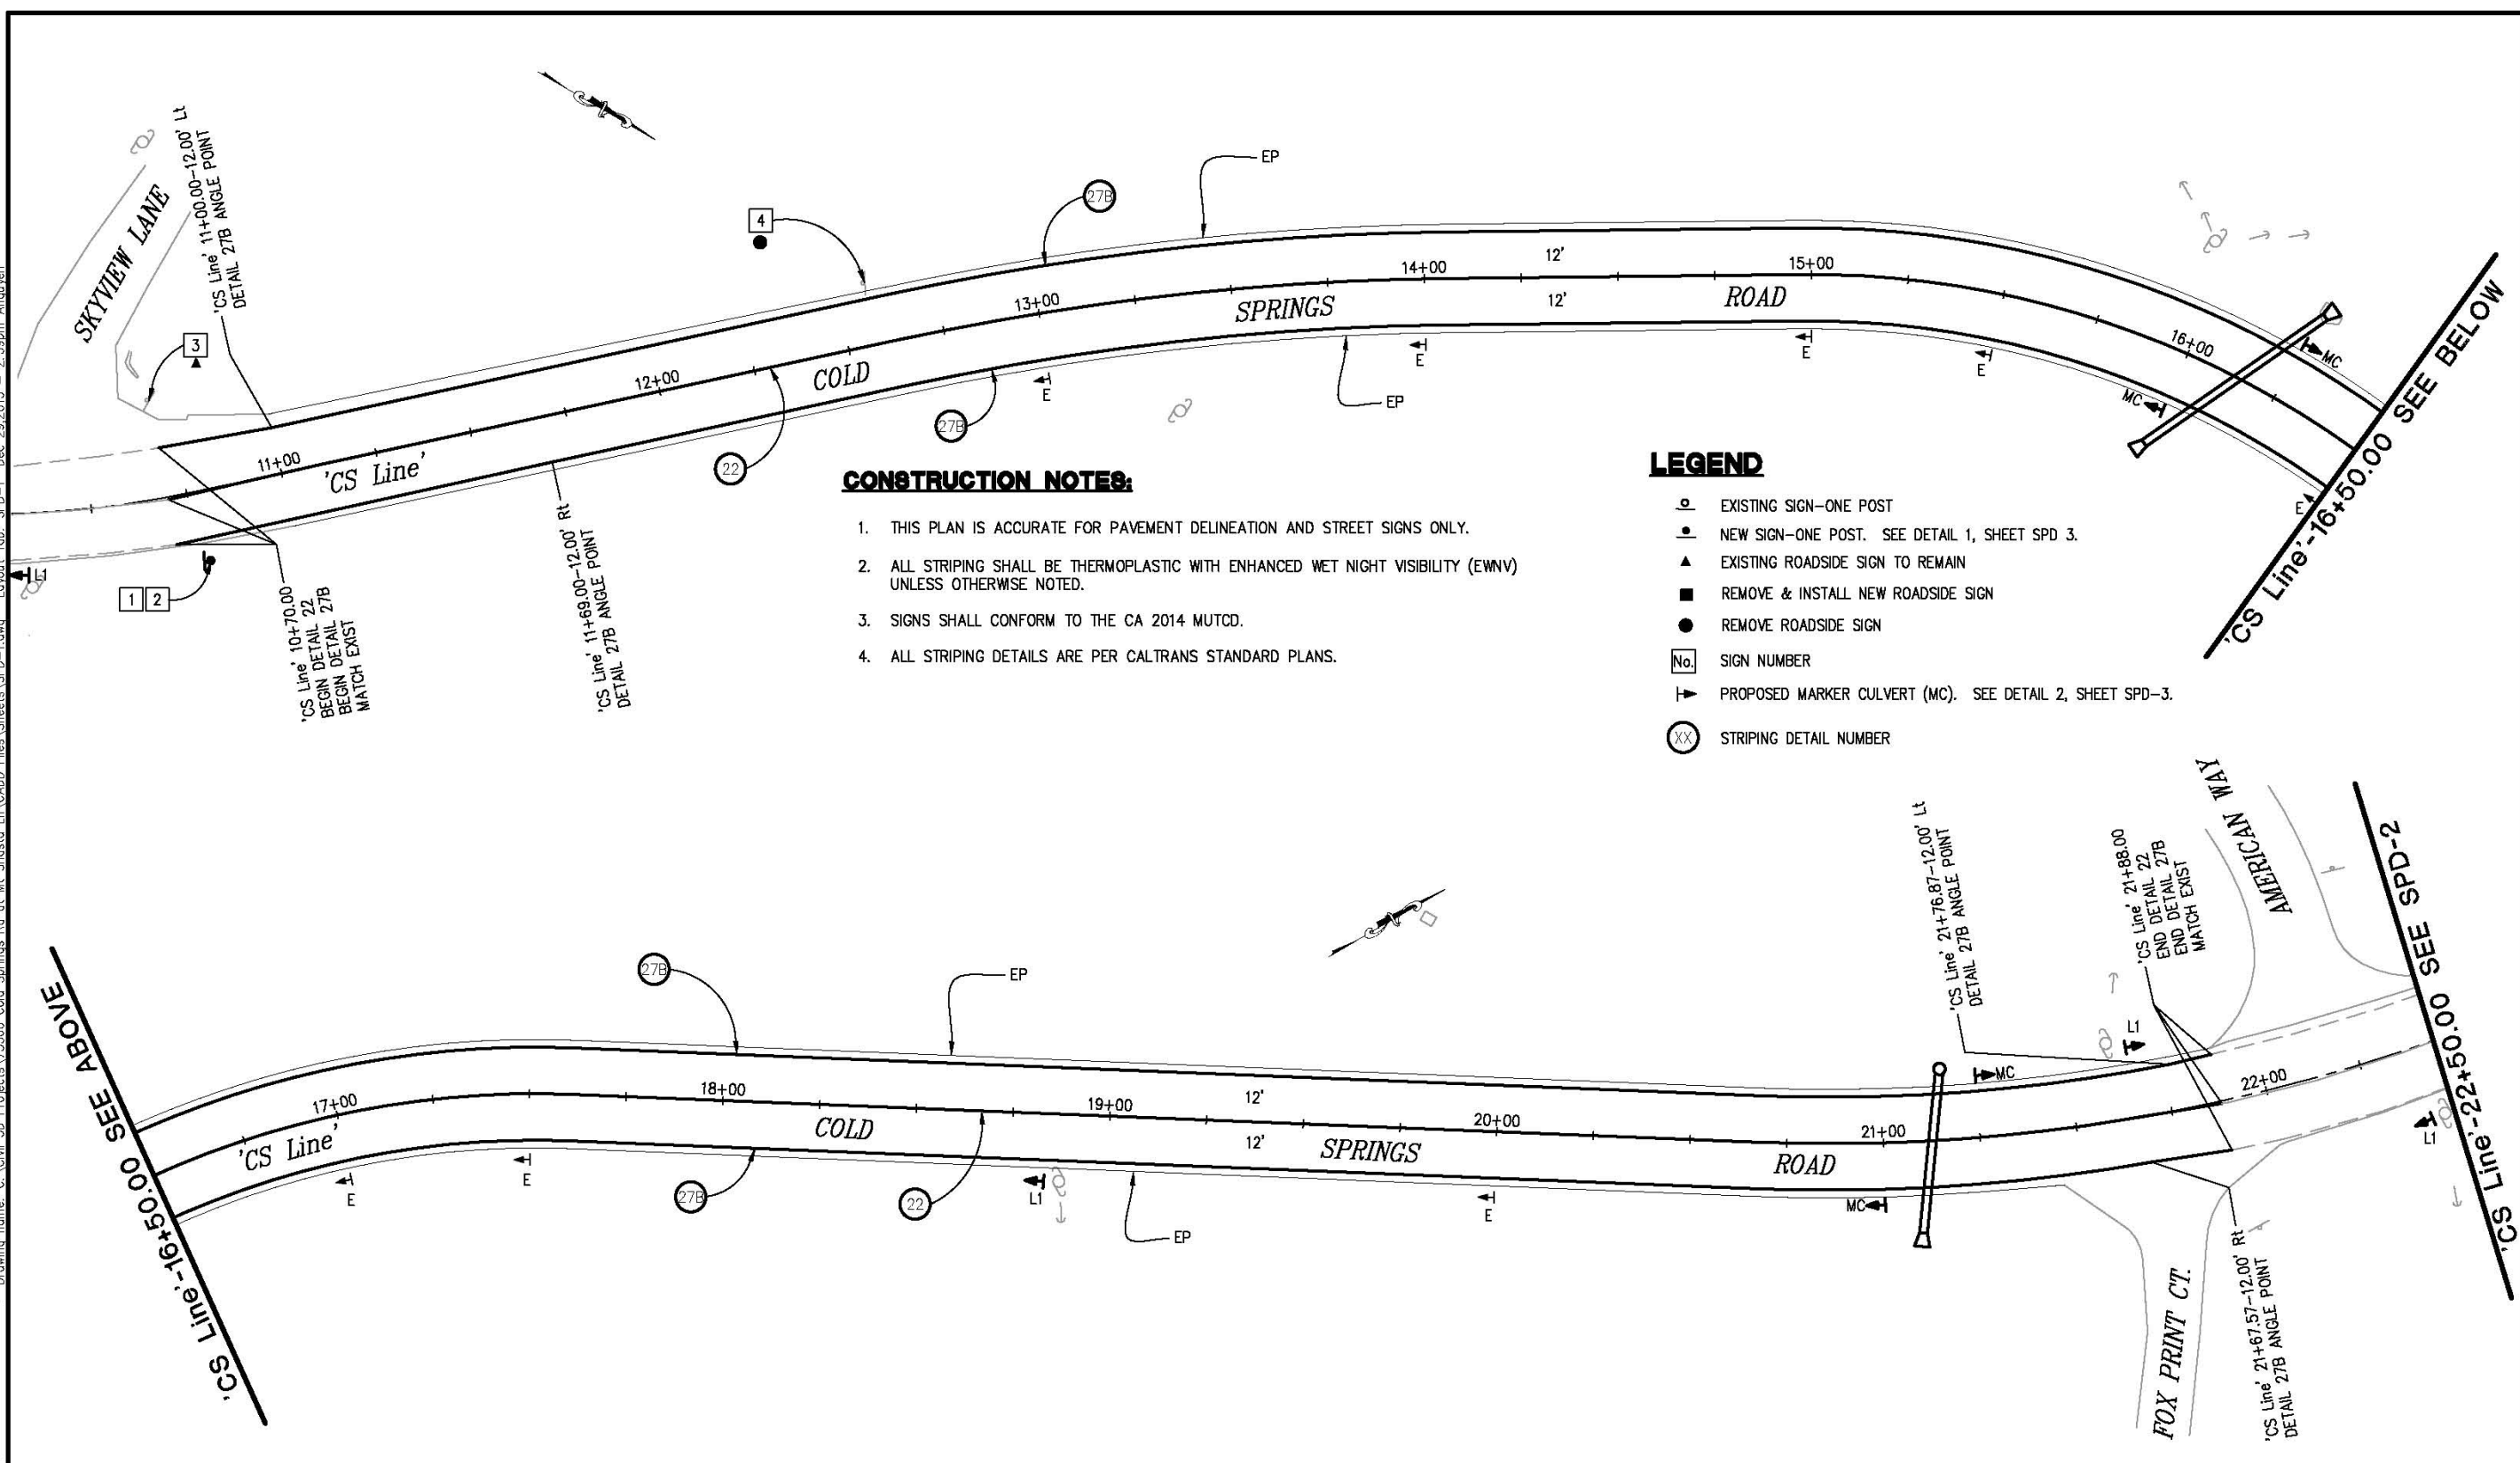 'CS Line' 11+00.00-12.00' Lt
DETAIL 27B ANGLE POINT
SKYVIEW LANE
3
4
27B
EP
12'
14+00
15+00
13+00
SPRINGS
12'
ROAD
16+00
MC
12+00
COLD
E
E
E
E
MC
EP
27B
22
11+00
'CS Line'
E
'CS Line'-16+50.00 SEE BELOW
L1
1 2
'CS Line' 10+70.00
BEGIN DETAIL 22
BEGIN DETAIL 27B
BEGIN DETAIL 27B
MATCH EXIST
'CS Line' 11+69.00-12.00' Rt
DETAIL 27B ANGLE POINT
CONSTRUCTION NOTES:
1. THIS PLAN IS ACCURATE FOR PAVEMENT DELINEATION AND STREET SIGNS ONLY.
2. ALL STRIPING SHALL BE THERMOPLASTIC WITH ENHANCED WET NIGHT VISIBILITY (EWNV)
UNLESS OTHERWISE NOTED.
3. SIGNS SHALL CONFORM TO THE CA 2014 MUTCD.
4. ALL STRIPING DETAILS ARE PER CALTRANS STANDARD PLANS.
LEGEND
EXISTING SIGN-ONE POST
NEW SIGN-ONE POST. SEE DETAIL 1, SHEET SPD 3.
EXISTING ROADSIDE SIGN TO REMAIN
REMOVE & INSTALL NEW ROADSIDE SIGN
REMOVE ROADSIDE SIGN
No. SIGN NUMBER
PROPOSED MARKER CULVERT (MC). SEE DETAIL 2, SHEET SPD-3.
XX STRIPING DETAIL NUMBER
'CS Line'-16+50.00 SEE ABOVE
27B
EP
17+00
18+00
19+00
12'
20+00
21+00
22+00
'CS Line'
COLD
12'
SPRINGS
ROAD
E
E
27B
22
L1
EP
E
MC
MC
L1
'CS Line' 21+76.87-12.00' Lt
DETAIL 27B ANGLE POINT
'CS Line' 21+88.00
END DETAIL 22
END DETAIL 27B
END DETAIL 27B
MATCH EXIST
AMERICAN WAY
L1
'CS Line'-22+50.00 SEE SPD-2
FOX PRINT CT.
'CS Line' 21+67.57-12.00' Rt
DETAIL 27B ANGLE POINT